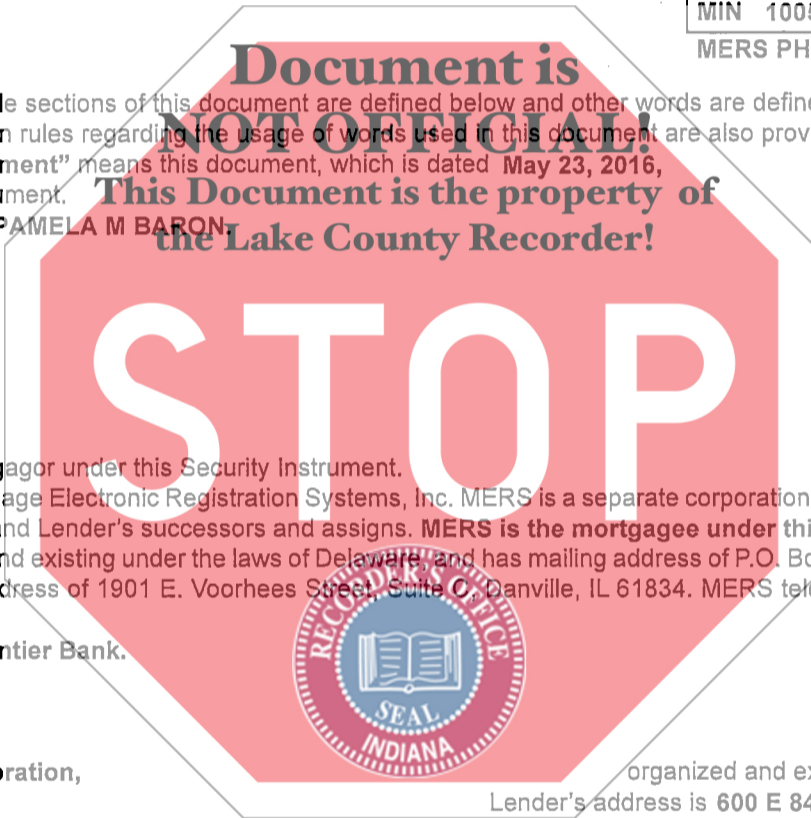 MIN 1005
MERS PH
Document is
le sections of this document are defined below and other words are define
NOT OFFICIAL!
n rules regarding the usage of words used in this document are also prov
ment" means this document, which is dated May 23, 2016,
ment.
This Document is the property of
PAMELA M BARON.
the Lake County Recorder!
STOP
gagor under this Security Instrument.
age Electronic Registration Systems, Inc. MERS is a separate corporation
nd Lender's successors and assigns. MERS is the mortgagee under thi
nd existing under the laws of Delaware, and has mailing address of P.O. Bo
dress of 1901 E. Voorhees Street, Suite C, Danville, IL 61834. MERS tele
RECORDER'S OFFICE
SEAL
INDIANA
ntier Bank.
oration,
organized and ex
Lender's address is 600 E 84